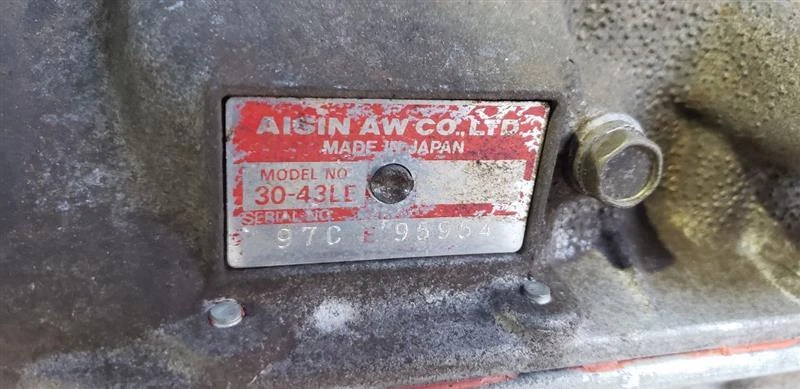 AISIN AW CO.,LTD.
MADE IN JAPAN
MODEL NO
30-43LE
SERIAL NO.
97C E 95954